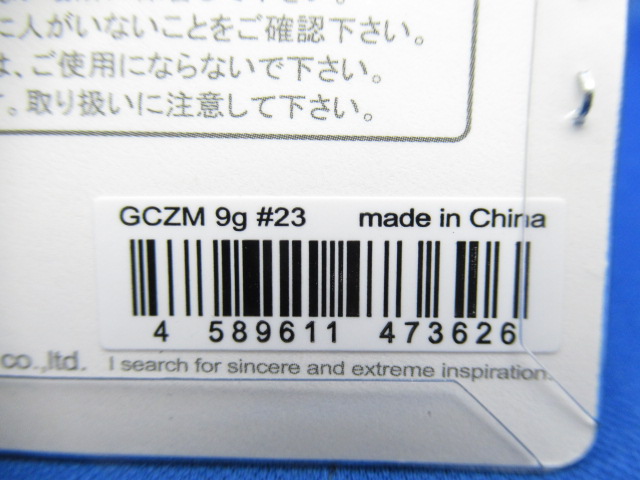 に人がいないことをご確認下さい。
は、ご使用にならないで下さい。
。取り扱いに注意して下さい。
GCZM 9g #23 made in China
4 589611 473626
co.,ltd. I search for sincere and extreme inspiration.